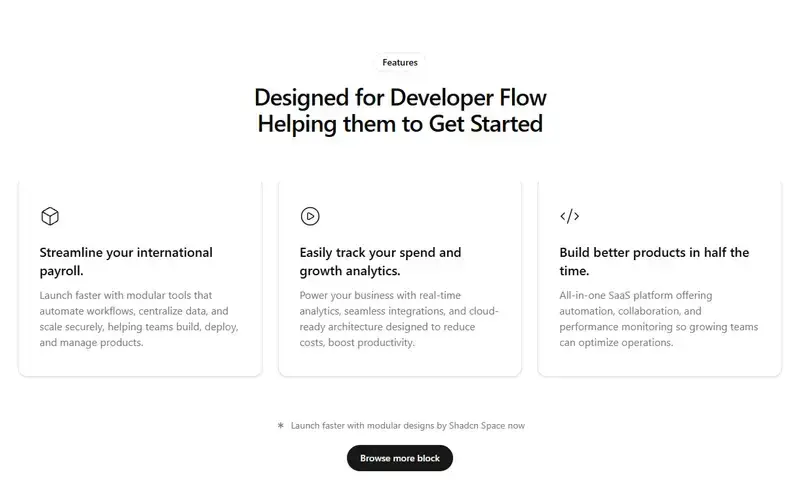 Features
Designed for Developer Flow
Helping them to Get Started
Streamline your international
payroll.
Launch faster with modular tools that
automate workflows, centralize data, and
scale securely, helping teams build, deploy,
and manage products.
Easily track your spend and
growth analytics.
Power your business with real-time
analytics, seamless integrations, and cloud-
ready architecture designed to reduce
costs, boost productivity.
Build better products in half the
time.
All-in-one SaaS platform offering
automation, collaboration, and
performance monitoring so growing teams
can optimize operations.
Launch faster with modular designs by Shadcn Space now
Browse more block